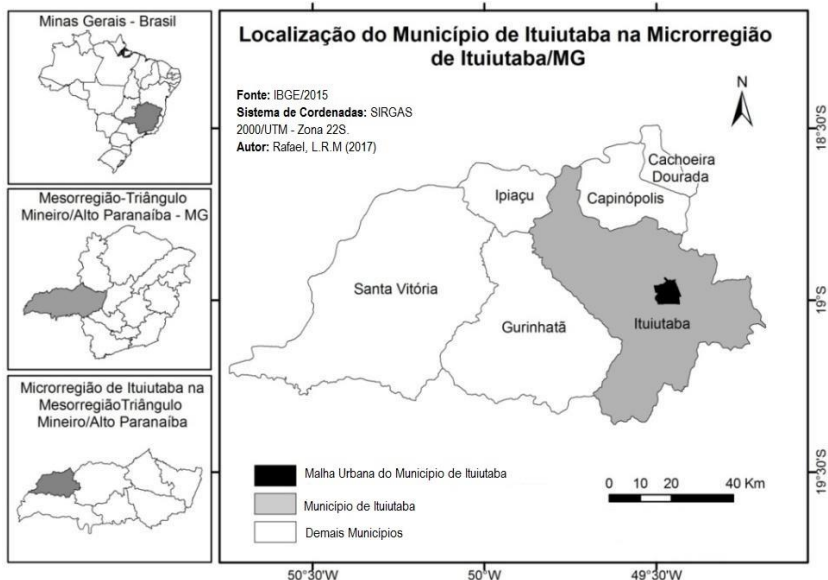 Minas Gerais - Brasil
Mesorregião-Triângulo
Mineiro/Alto Paranaíba - MG
Microrregião de Ituiutaba na
MesorregiãoTriângulo
Mineiro/Alto Paranaíba
Localização do Município de Ituiutaba na Microrregião
de Ituiutaba/MG
Fonte: IBGE/2015
Sistema de Cordenadas: SIRGAS
2000/UTM - Zona 22S.
Autor: Rafael, L.R.M (2017)
N
Cachoeira
Dourada
Ipiaçu
Capinópolis
Santa Vitória
Gurinhatã
Ituiutaba
Malha Urbana do Município de Ituiutaba
Município de Ituiutaba
Demais Municípios
0 10 20 40 Km
18°30'S
19°S
19°30'S
50°30'W
50°W
49°30'W